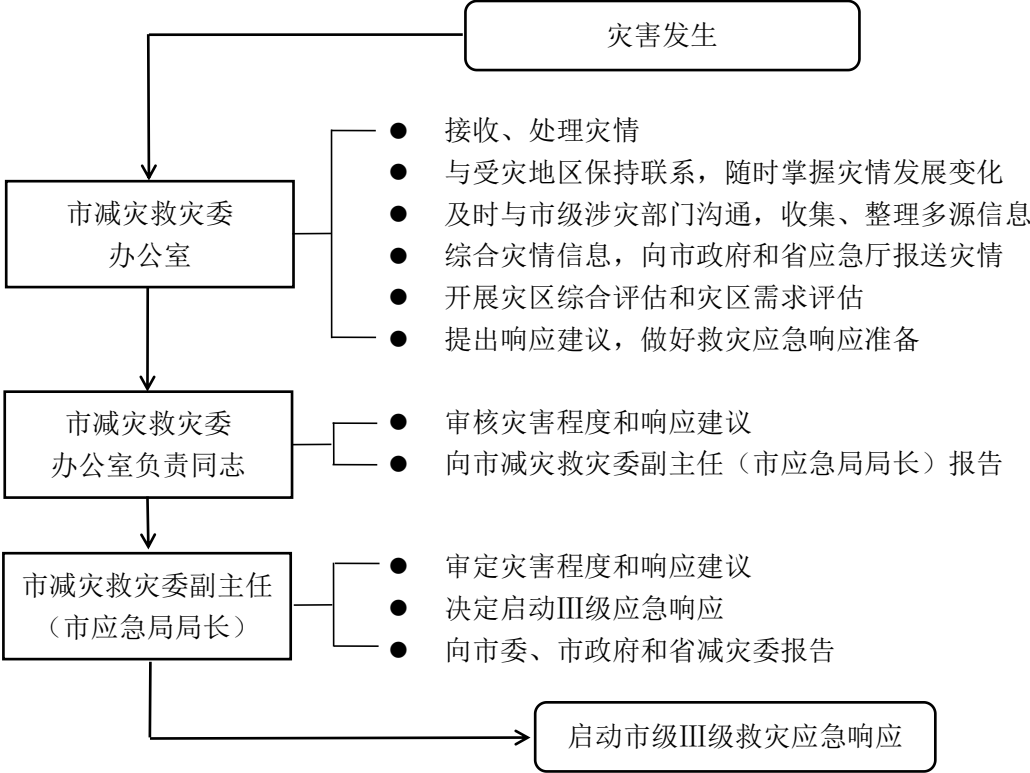 灾害发生
市减灾救灾委
办公室
● 接收、处理灾情
● 与受灾地区保持联系，随时掌握灾情发展变化
● 及时与市级涉灾部门沟通，收集、整理多源信息
● 综合灾情信息，向市政府和省应急厅报送灾情
● 开展灾区综合评估和灾区需求评估
● 提出响应建议，做好救灾应急响应准备
市减灾救灾委
办公室负责同志
● 审核灾害程度和响应建议
● 向市减灾救灾委副主任（市应急局局长）报告
市减灾救灾委副主任
（市应急局局长）
● 审定灾害程度和响应建议
● 决定启动Ⅲ级应急响应
● 向市委、市政府和省减灾委报告
启动市级Ⅲ级救灾应急响应